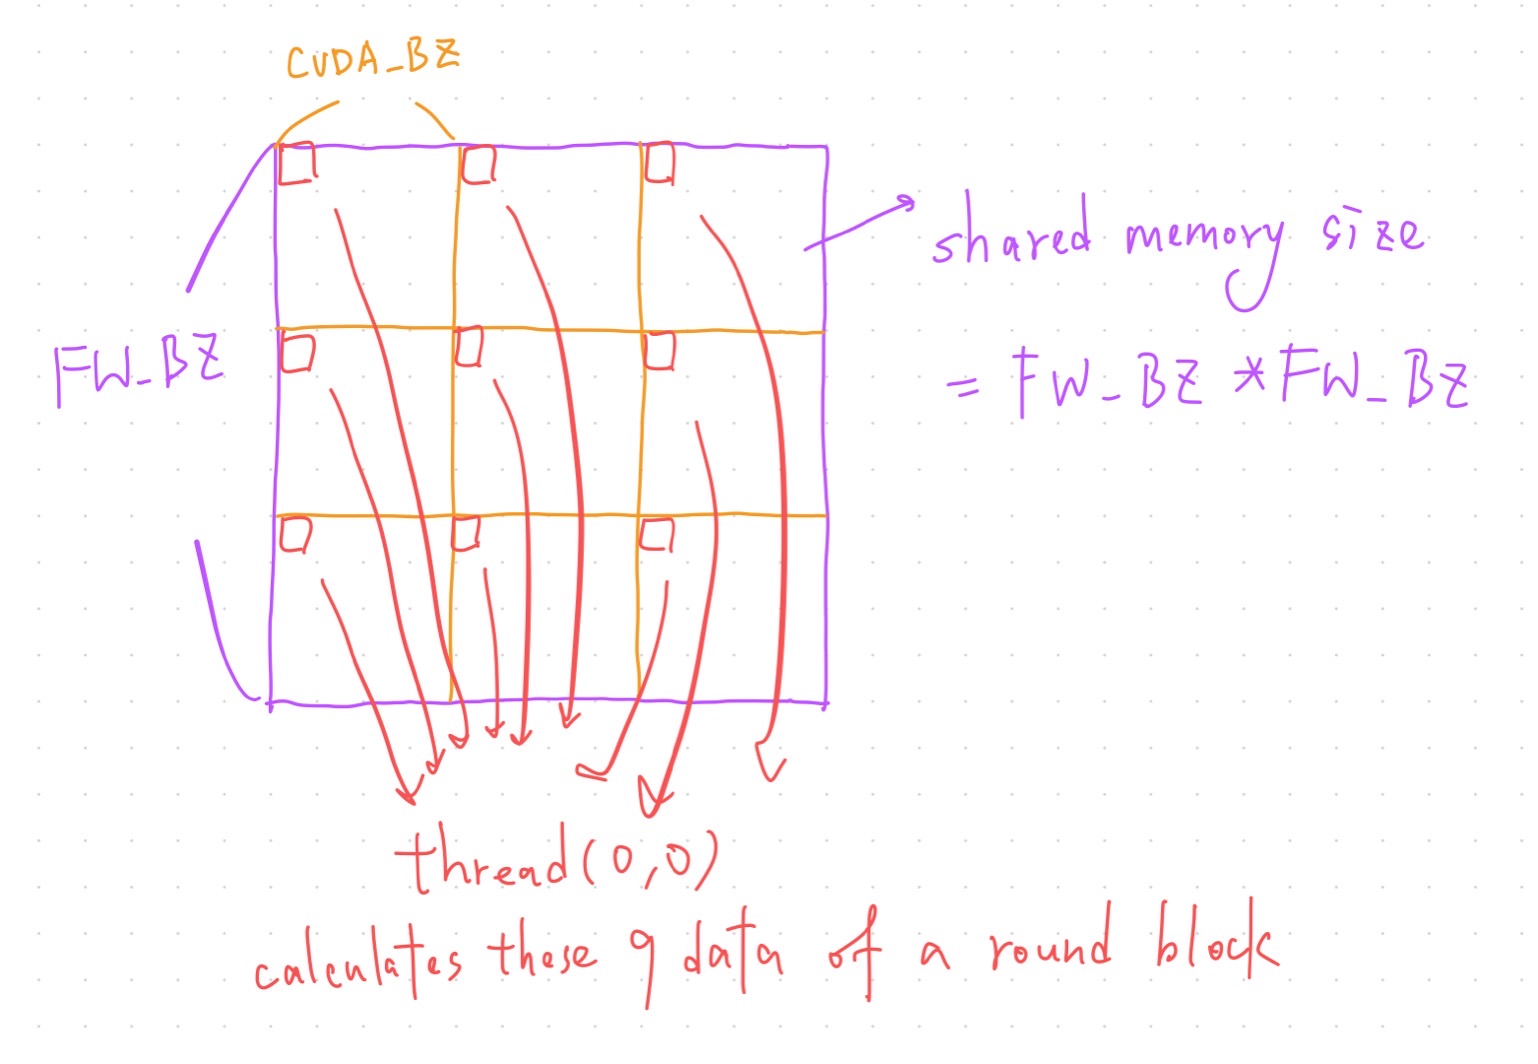 CUDA_BZ
shared memory size
FW_BZ
= FW_BZ * FW_BZ
thread(0,0)
calculates these 9 data of a round block